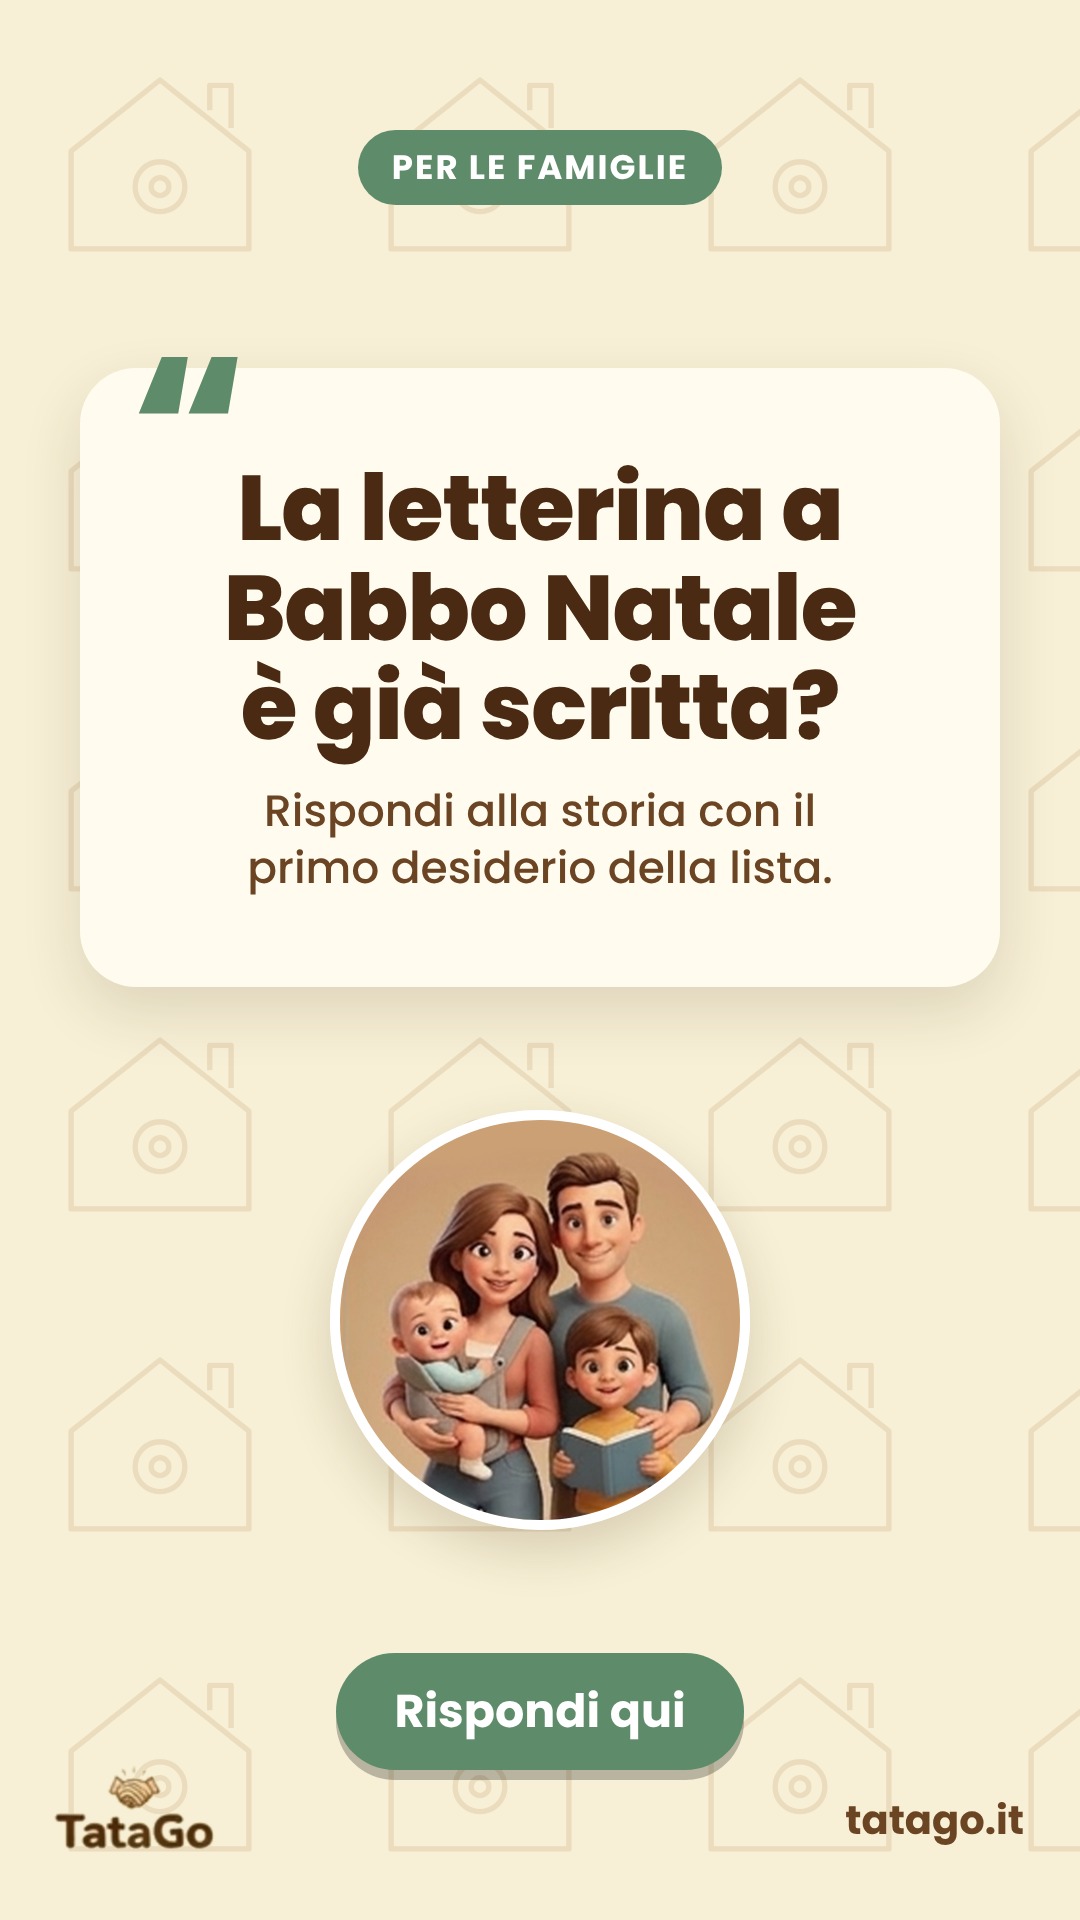 PER LE FAMIGLIE
"
La letterina a
Babbo Natale
è già scritta?
Rispondi alla storia con il
primo desiderio della lista.
Rispondi qui
TataGo
tatago.it